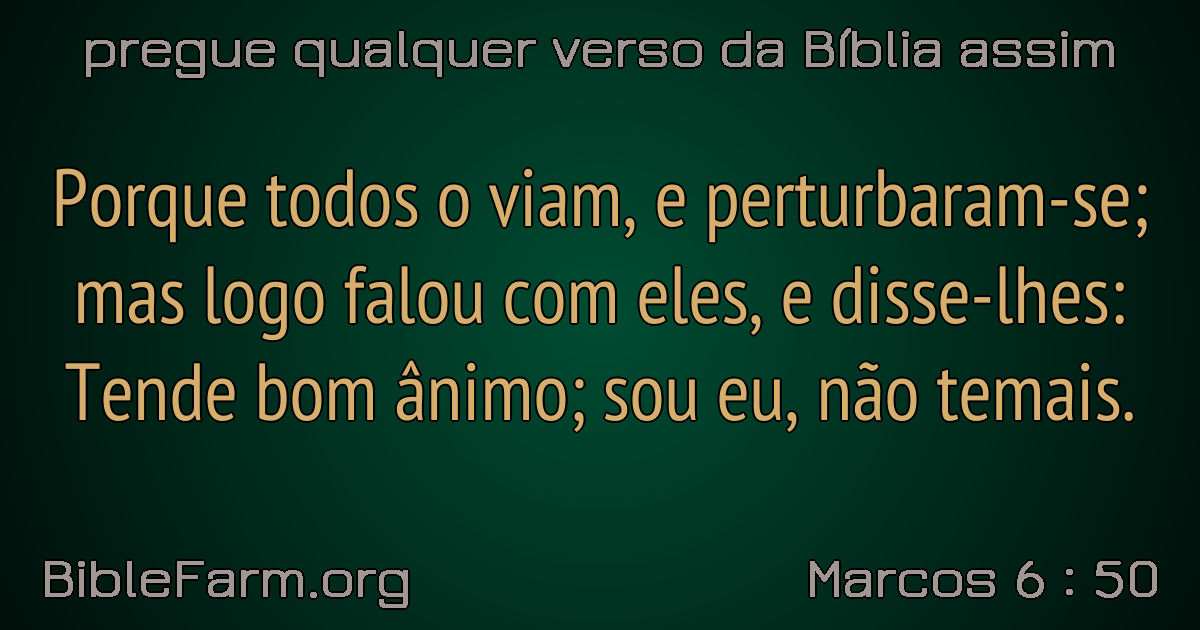 pregue qualquer verso da Bíblia assim
Porque todos o viam, e perturbaram-se;
mas logo falou com eles, e disse-lhes:
Tende bom ânimo; sou eu, não temais.
BibleFarm.org
Marcos 6 : 50